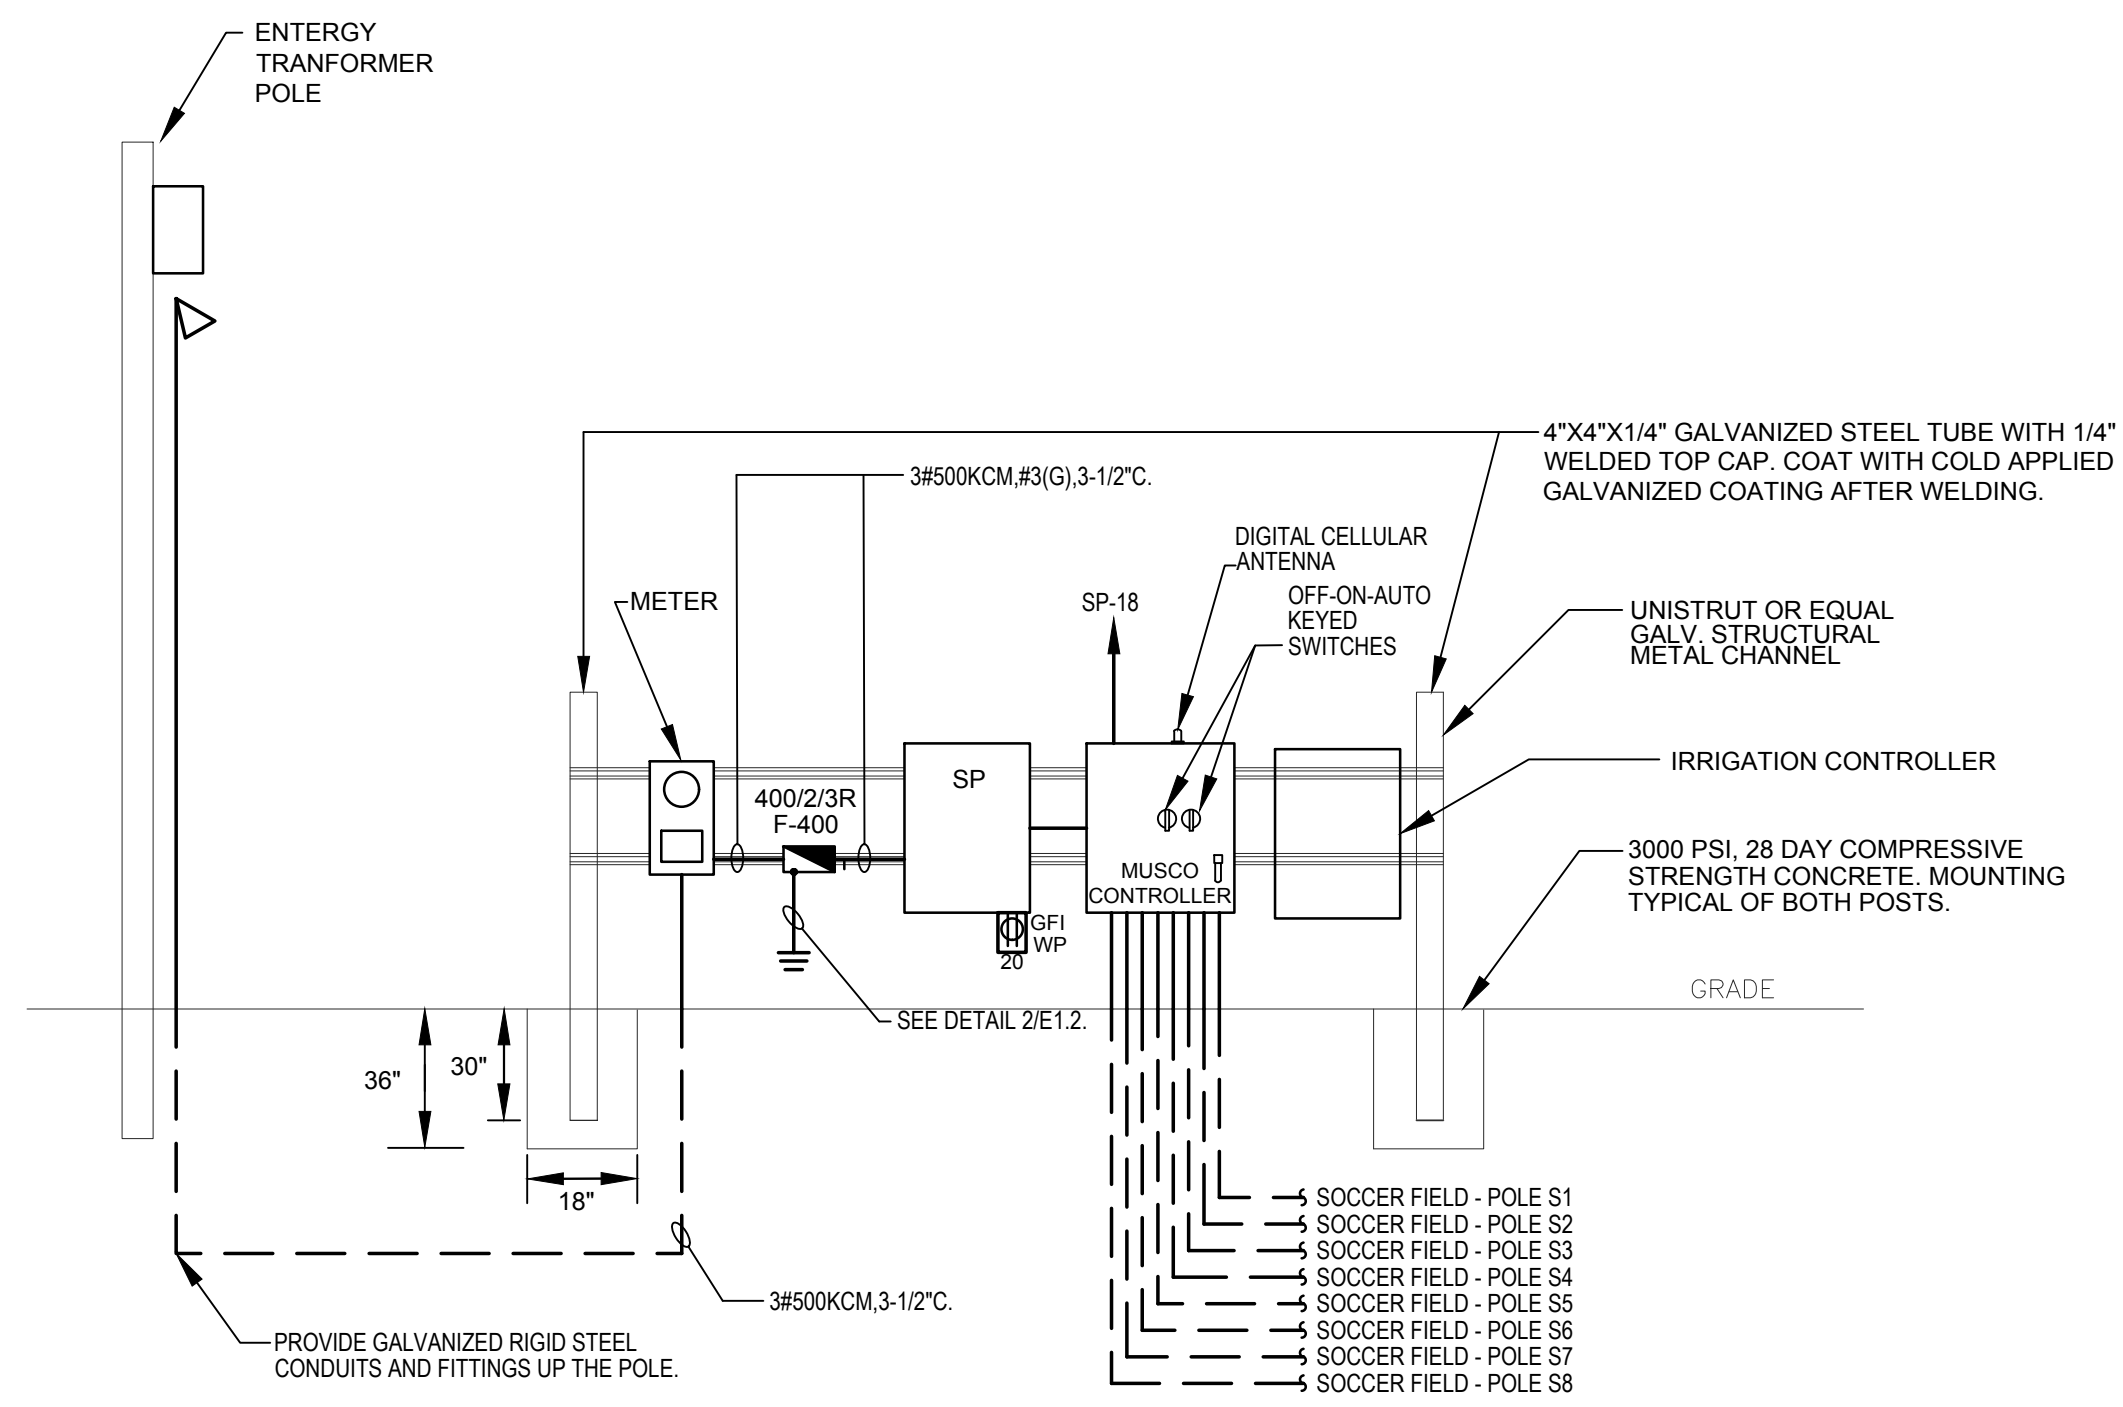 ENTERGY
TRANFORMER
POLE
4"X4"X1/4" GALVANIZED STEEL TUBE WITH 1/4"
WELDED TOP CAP. COAT WITH COLD APPLIED
GALVANIZED COATING AFTER WELDING.
3#500KCM,#3(G),3-1/2"C.
DIGITAL CELLULAR
ANTENNA
OFF-ON-AUTO
KEYED
SWITCHES
SP-18
METER
UNISTRUT OR EQUAL
GALV. STRUCTURAL
METAL CHANNEL
IRRIGATION CONTROLLER
SP
400/2/3R
F-400
3000 PSI, 28 DAY COMPRESSIVE
STRENGTH CONCRETE. MOUNTING
TYPICAL OF BOTH POSTS.
MUSCO
CONTROLLER
GFI
WP
20
GRADE
SEE DETAIL 2/E1.2.
36"
30"
18"
SOCCER FIELD - POLE S1
SOCCER FIELD - POLE S2
SOCCER FIELD - POLE S3
SOCCER FIELD - POLE S4
SOCCER FIELD - POLE S5
SOCCER FIELD - POLE S6
SOCCER FIELD - POLE S7
SOCCER FIELD - POLE S8
3#500KCM,3-1/2"C.
PROVIDE GALVANIZED RIGID STEEL
CONDUITS AND FITTINGS UP THE POLE.